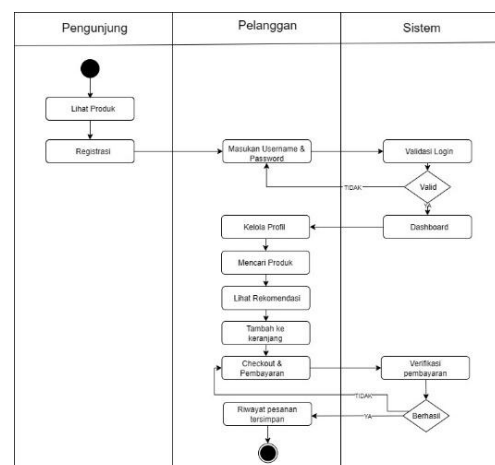 Pengunjung
Pelanggan
Sistem
Lihat Produk
Registrasi
Masukan Username &
Password
Validasi Login
TIDAK
Valid
YA
Kelola Profil
Dashboard
Mencari Produk
Lihat Rekomendasi
Tambah ke
keranjang
Checkout &
Pembayaran
Verifikasi
pembayaran
TIDAK
Riwayat pesanan
tersimpan
YA
Berhasil